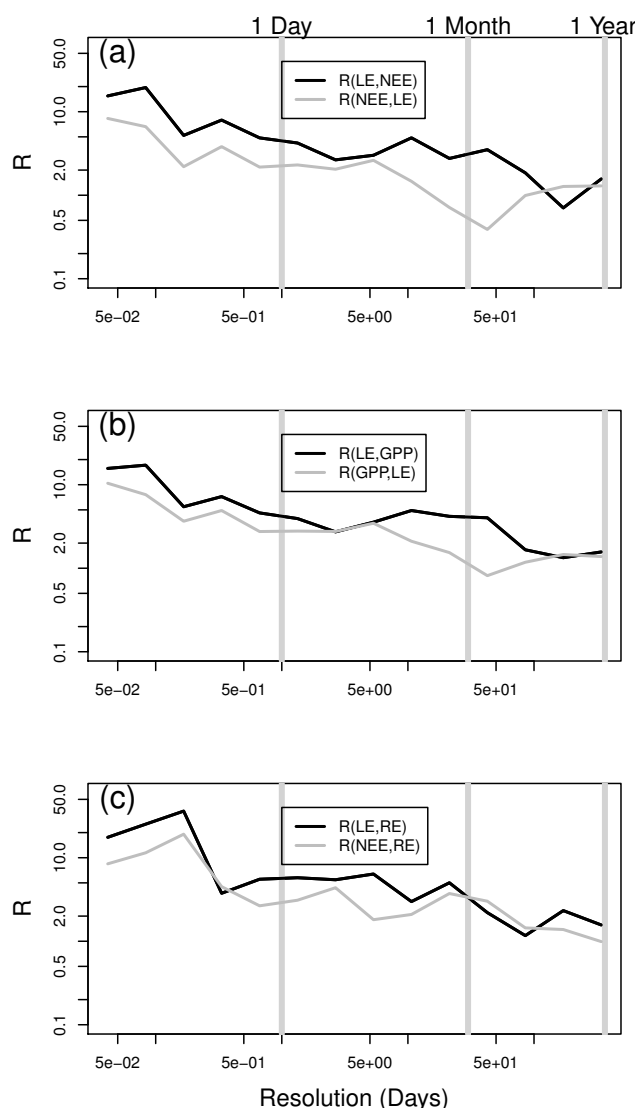 1 Day 1 Month 1 Year
(a)
50.0
10.0
2.0
0.5
0.1
R
R(LE,NEE)
R(NEE,LE)
5e-02 5e-01 5e+00 5e+01
(b)
50.0
10.0
2.0
0.5
0.1
R
R(LE,GPP)
R(GPP,LE)
5e-02 5e-01 5e+00 5e+01
(c)
50.0
10.0
2.0
0.5
0.1
R
R(LE,RE)
R(NEE,RE)
5e-02 5e-01 5e+00 5e+01
Resolution (Days)